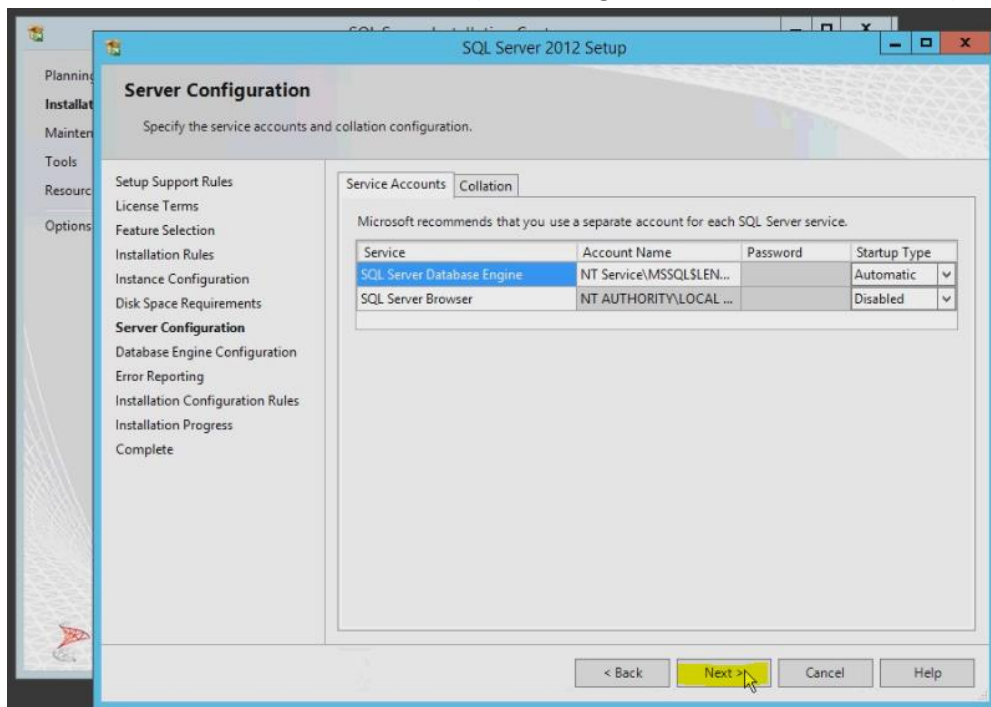 SQL Server 2012 Setup
Server Configuration
Specify the service accounts and collation configuration.
Planning
Installat
Mainten
Tools
Resourc
Options
Setup Support Rules
License Terms
Feature Selection
Installation Rules
Instance Configuration
Disk Space Requirements
Server Configuration
Database Engine Configuration
Error Reporting
Installation Configuration Rules
Installation Progress
Complete
Service Accounts Collation
Microsoft recommends that you use a separate account for each SQL Server service.
Service Account Name Password Startup Type
SQL Server Database Engine NT Service\MSSQL$LEN... Automatic
SQL Server Browser NT AUTHORITY\LOCAL ... Disabled
< Back Next > Cancel Help